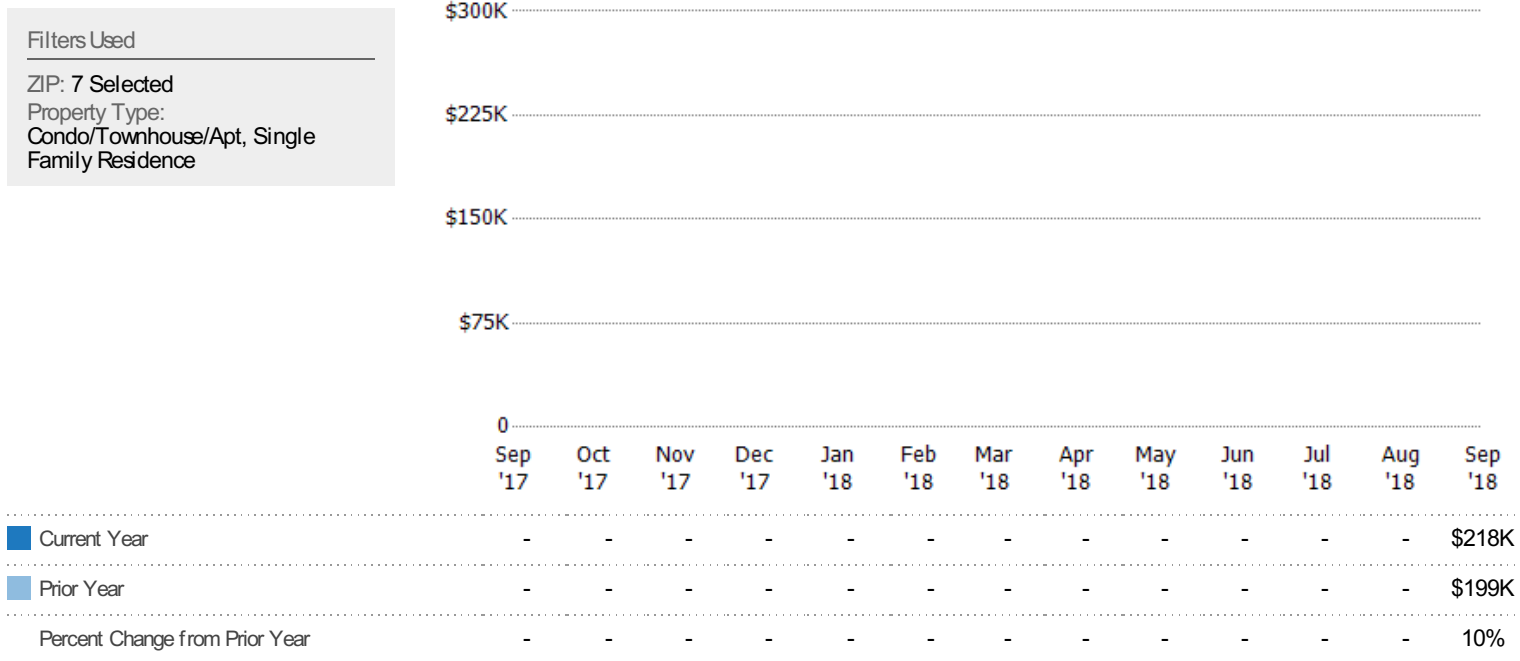 Filters Used
ZIP: 7 Selected
Property Type:
Condo/Townhouse/Apt, Single
Family Residence
$300K
$225K
$150K
$75K
0
Sep Oct Nov Dec Jan Feb Mar Apr May Jun Jul Aug Sep
'17 '17 '17 '17 '18 '18 '18 '18 '18 '18 '18 '18 '18
Current Year - - - - - - - - - - - - $218K
Prior Year - - - - - - - - - - - - $199K
Percent Change from Prior Year - - - - - - - - - - - - 10%